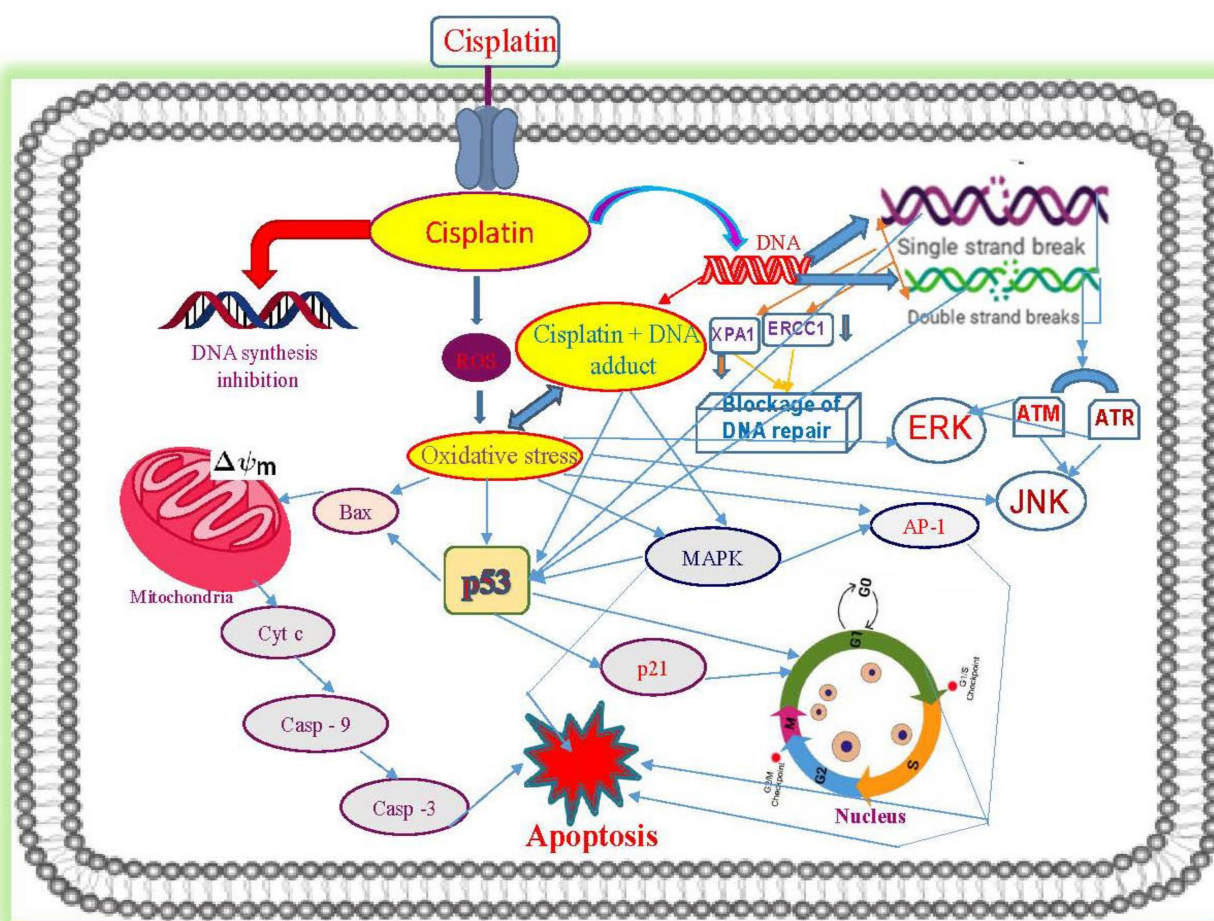 Cisplatin
Cisplatin
DNA
Single strand break
Double strand breaks
DNA synthesis
inhibition
ROS
Cisplatin + DNA
adduct
XPA1
ERCC1
Blockage of
DNA repair
ERK
ATM
ATR
JNK
Oxidative stress
Δψm
Bax
AP-1
MAPK
p53
Mitochondria
Cyt c
p21
Casp - 9
Casp -3
Apoptosis
G0
G1
G1/S
Checkpoint
M
S
G2
G2/M
Checkpoint
Nucleus